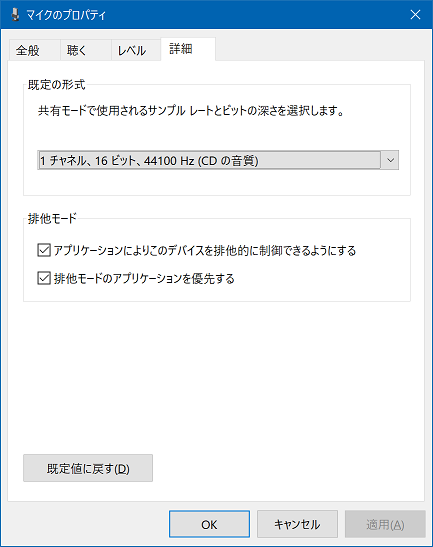 マイクのプロパティ
全般
聴く
レベル
詳細
既定の形式
共有モードで使用されるサンプル レートとビットの深さを選択します。
1 チャネル、16 ビット、44100 Hz (CD の音質)
排他モード
アプリケーションによりこのデバイスを排他的に制御できるようにする
排他モードのアプリケーションを優先する
既定値に戻す(D)
OK
キャンセル
適用(A)